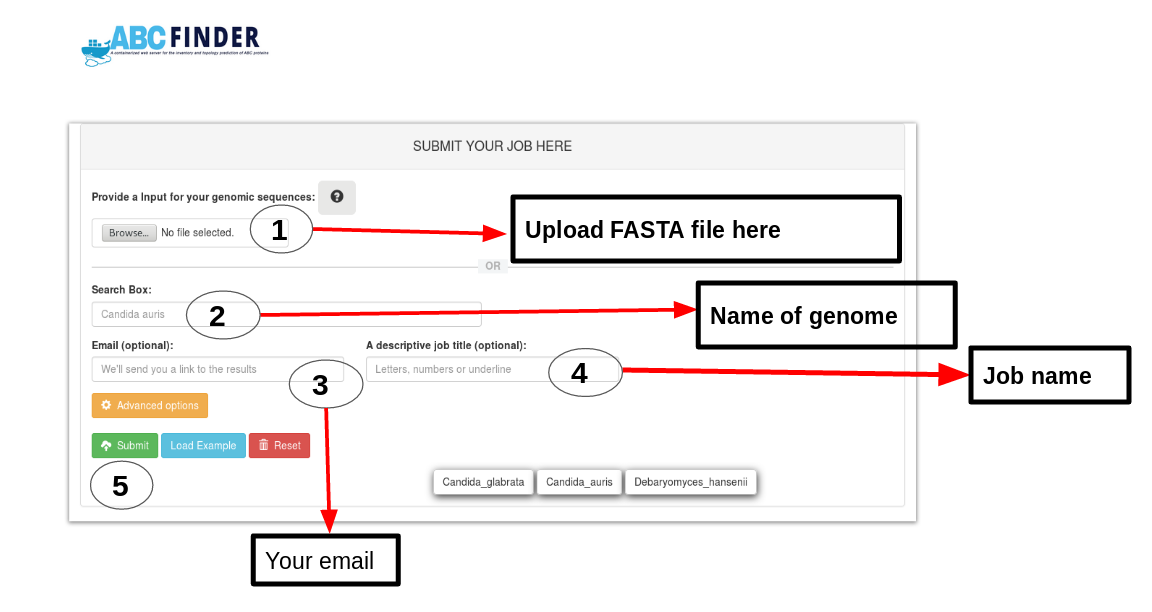 ABC FINDER
A containerized web server for the inventory and topology prediction of ABC proteins
SUBMIT YOUR JOB HERE
Provide a Input for your genomic sequences:
Browse... No file selected.
1
Upload FASTA file here
OR
Search Box:
Candida auris
2
Name of genome
Email (optional):
A descriptive job title (optional):
We'll send you a link to the results
3
Letters, numbers or underline
4
Job name
Advanced options
Submit
Load Example
Reset
5
Candida_glabrata
Candida_auris
Debaryomyces_hansenii
Your email